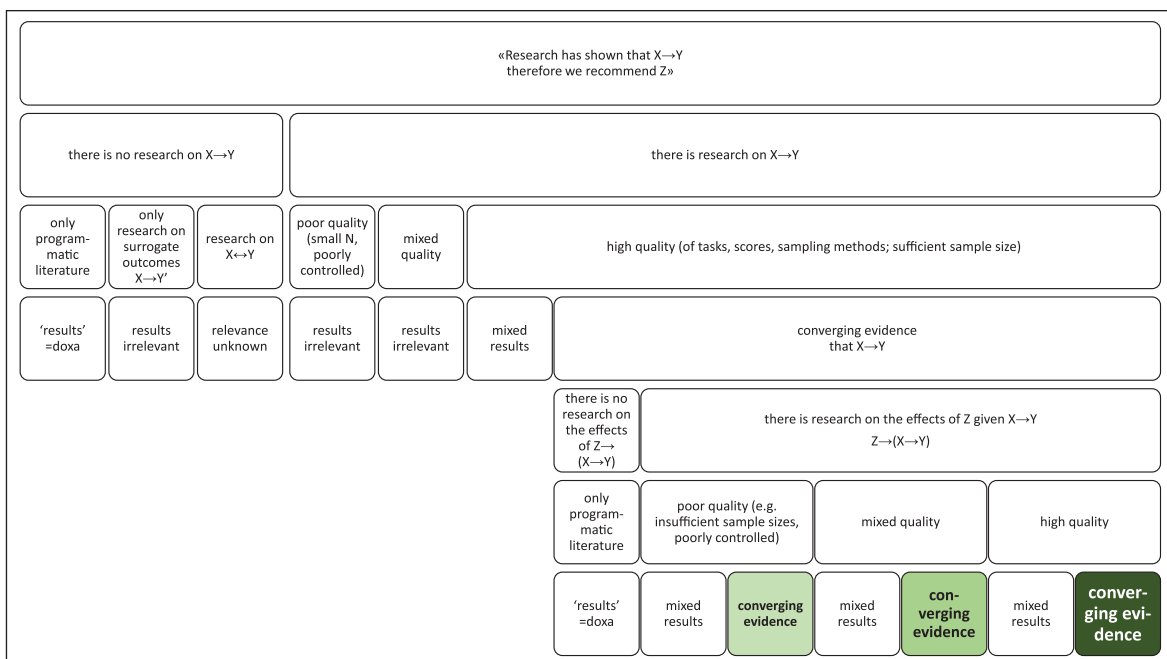 «Research has shown that X→Y
therefore we recommend Z»
there is no research on X→Y
there is research on X→Y
only
program-
matic
literature
only
research on
surrogate
outcomes
X→Y’
research on
X↔Y
poor quality
(small N,
poorly
controlled)
mixed
quality
high quality (of tasks, scores, sampling methods; sufficient sample size)
‘results’
=doxa
results
irrelevant
relevance
unknown
results
irrelevant
results
irrelevant
mixed
results
converging evidence
that X→Y
there is no
research on
the effects
of Z→
(X→Y)
there is research on the effects of Z given X→Y
Z→(X→Y)
only
program-
matic
literature
poor quality (e.g.
insufficient sample sizes,
poorly controlled)
mixed quality
high quality
‘results’
=doxa
mixed
results
converging
evidence
mixed
results
con-
verging
evidence
mixed
results
conver-
ging evi-
dence